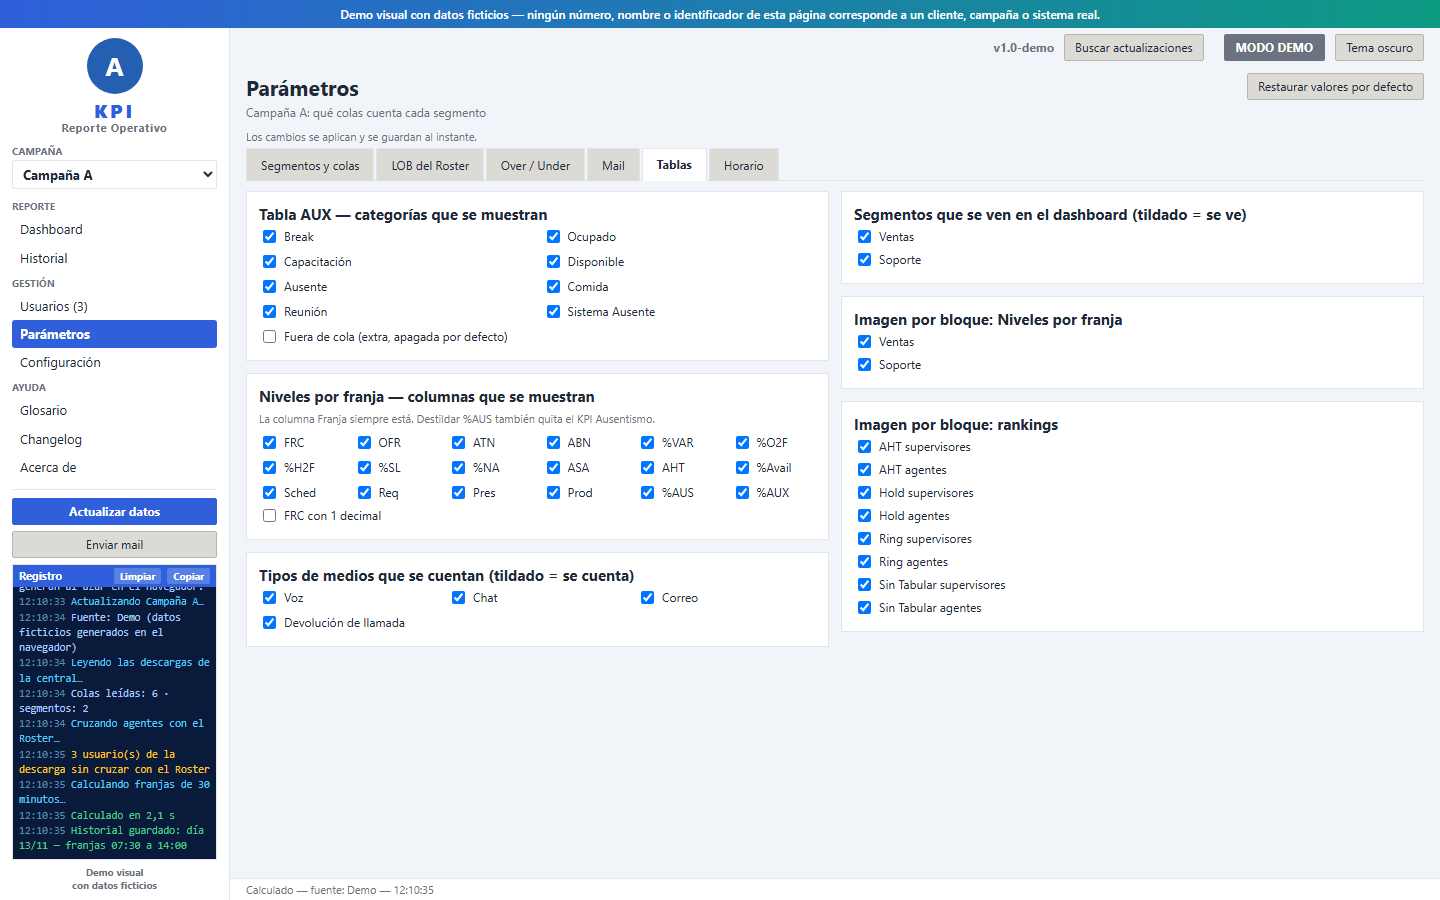 Demo visual con datos ficticios — ningún número, nombre o identificador de esta página corresponde a un cliente, campaña o sistema real.
A
KPI
Reporte Operativo
CAMPAÑA
Campaña A
REPORTE
Dashboard
Historial
GESTIÓN
Usuarios (3)
Parámetros
Configuración
AYUDA
Glosario
Changelog
Acerca de
Actualizar datos
Enviar mail
Registro
Limpiar
Copiar
generan al azar en el navegador.
12:10:33 Actualizando Campaña A…
12:10:34 Fuente: Demo (datos
ficticios generados en el
navegador)
12:10:34 Leyendo las descargas de
la central…
12:10:34 Colas leídas: 6 ·
segmentos: 2
12:10:34 Cruzando agentes con el
Roster…
12:10:35 3 usuario(s) de la
descarga sin cruzar con el Roster
12:10:35 Calculando franjas de 30
minutos…
12:10:35 Calculado en 2,1 s
12:10:35 Historial guardado: día
13/11 — franjas 07:30 a 14:00
Demo visual
con datos ficticios
v1.0-demo
Buscar actualizaciones
MODO DEMO
Tema oscuro
Parámetros
Restaurar valores por defecto
Campaña A: qué colas cuenta cada segmento
Los cambios se aplican y se guardan al instante.
Segmentos y colas
LOB del Roster
Over / Under
Mail
Tablas
Horario
Tabla AUX — categorías que se muestran
Break
Ocupado
Capacitación
Disponible
Ausente
Comida
Reunión
Sistema Ausente
Fuera de cola (extra, apagada por defecto)
Niveles por franja — columnas que se muestran
La columna Franja siempre está. Destildar %AUS también quita el KPI Ausentismo.
FRC
OFR
ATN
ABN
%VAR
%O2F
%H2F
%SL
%NA
ASA
AHT
%Avail
Sched
Req
Pres
Prod
%AUS
%AUX
FRC con 1 decimal
Tipos de medios que se cuentan (tildado = se cuenta)
Voz
Chat
Correo
Devolución de llamada
Segmentos que se ven en el dashboard (tildado = se ve)
Ventas
Soporte
Imagen por bloque: Niveles por franja
Ventas
Soporte
Imagen por bloque: rankings
AHT supervisores
AHT agentes
Hold supervisores
Hold agentes
Ring supervisores
Ring agentes
Sin Tabular supervisores
Sin Tabular agentes
Calculado — fuente: Demo — 12:10:35